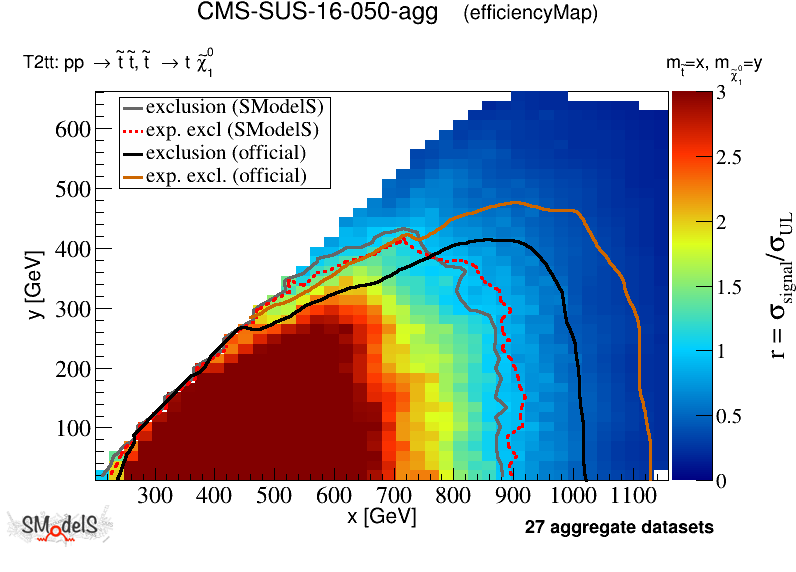 CMS-SUS-16-050-agg (efficiencyMap)
T2tt: pp → t̃ t̃, t̃ → t χ̃⁰₁
m_t̃=x, m_χ̃⁰₁=y
exclusion (SModelS)
exp. excl (SModelS)
exclusion (official)
exp. excl. (official)
600
500
400
300
200
100
y [GeV]
300 400 500 600 700 800 900 1000 1100
x [GeV]
3
2.5
2
1.5
1
0.5
0
r = σ_signal/σ_UL
SModelS
27 aggregate datasets